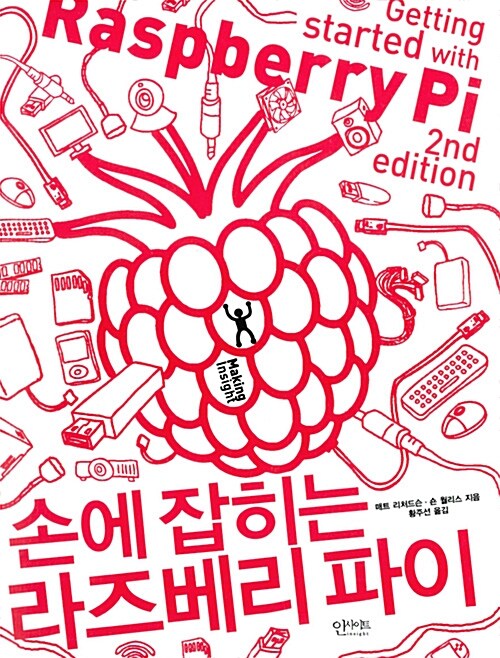 Getting
started with
Raspberry Pi
2nd
edition
Making
insight
손에 잡히는
라즈베리 파이
매트 리처드슨 · 숀 월리스 지음
황주선 옮김
인사이트
insight